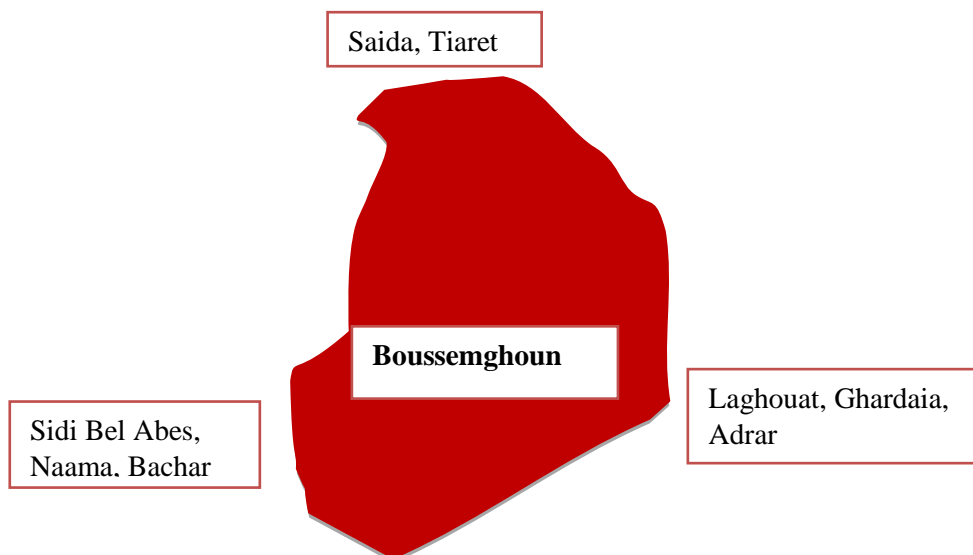 Saida, Tiaret
Boussemghoun
Laghouat, Ghardaia,
Adrar
Sidi Bel Abes,
Naama, Bachar